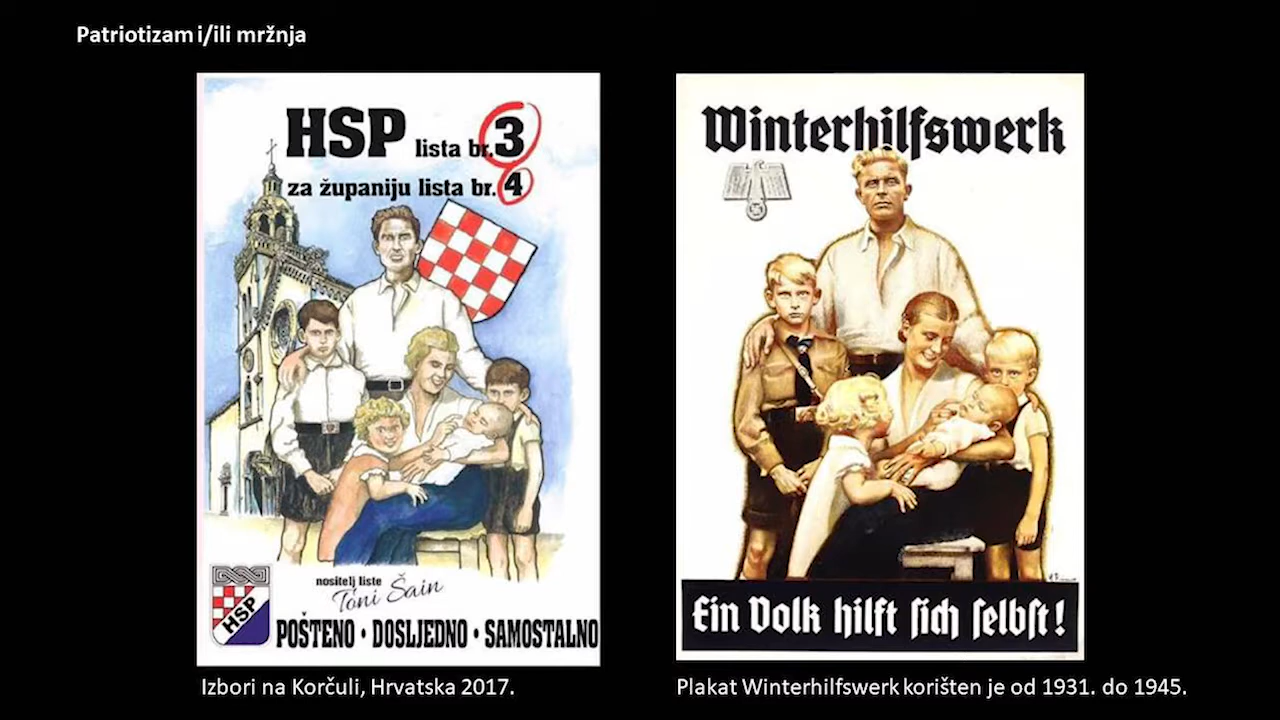 Patriotizam i/ili mržnja
HSP lista br. 3
za županiju lista br. 4
HSP
nositelj liste
Toni Šain
POŠTENO · DOSLJEDNO · SAMOSTALNO
Izbori na Korčuli, Hrvatska 2017.
Winterhilfswerk
Ein Volk hilft sich selbst!
Plakat Winterhilfswerk korišten je od 1931. do 1945.